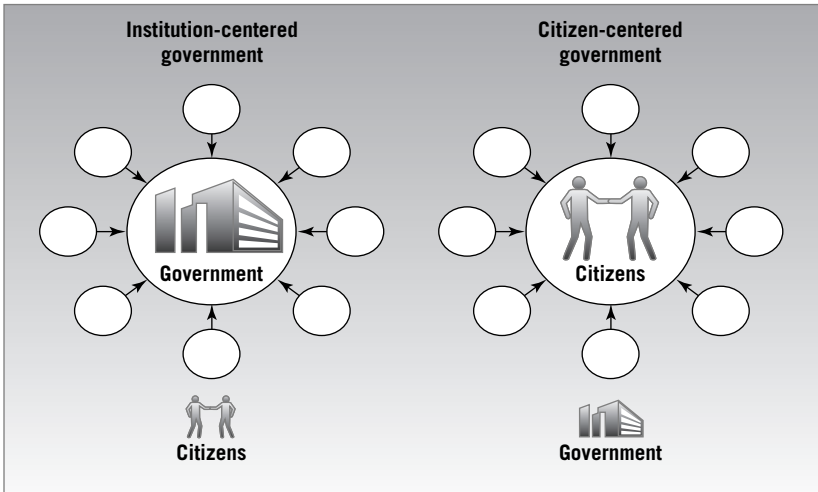 Institution-centered
government
Citizen-centered
government
Government
Citizens
Citizens
Government